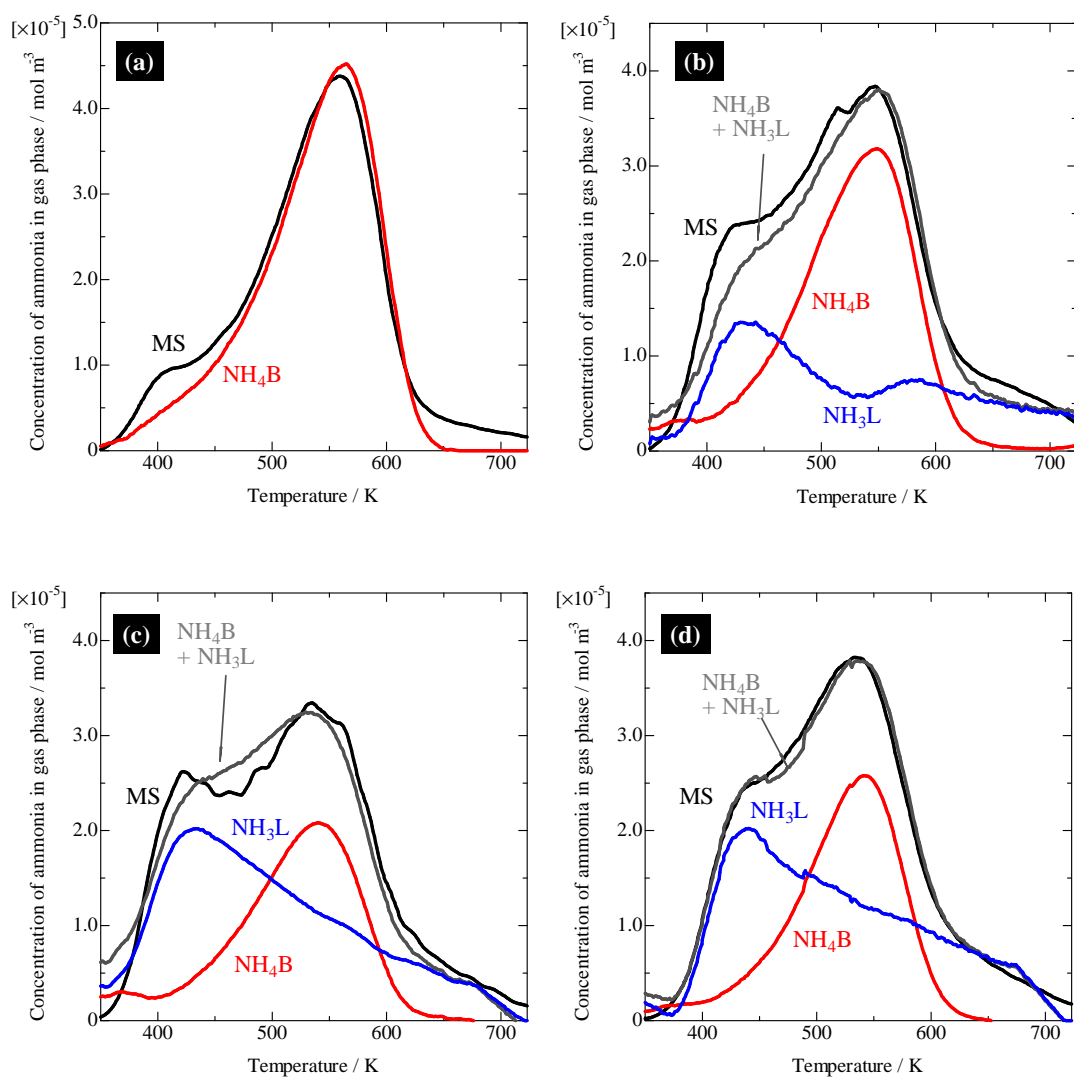 [×10⁻⁵]
5.0
4.0
3.0
2.0
1.0
0
400 500 600 700
Temperature / K
Concentration of ammonia in gas phase / mol m⁻³
(a)
MS
NH₄B
[×10⁻⁵]
4.0
3.0
2.0
1.0
0
400 500 600 700
Temperature / K
Concentration of ammonia in gas phase / mol m⁻³
(b)
NH₄B
+ NH₃L
MS
NH₄B
NH₃L
[×10⁻⁵]
4.0
3.0
2.0
1.0
0
400 500 600 700
Temperature / K
Concentration of ammonia in gas phase / mol m⁻³
(c)
NH₄B
+ NH₃L
MS
NH₃L
NH₄B
[×10⁻⁵]
4.0
3.0
2.0
1.0
0
400 500 600 700
Temperature / K
Concentration of ammonia in gas phase / mol m⁻³
(d)
NH₄B
+ NH₃L
MS
NH₃L
NH₄B